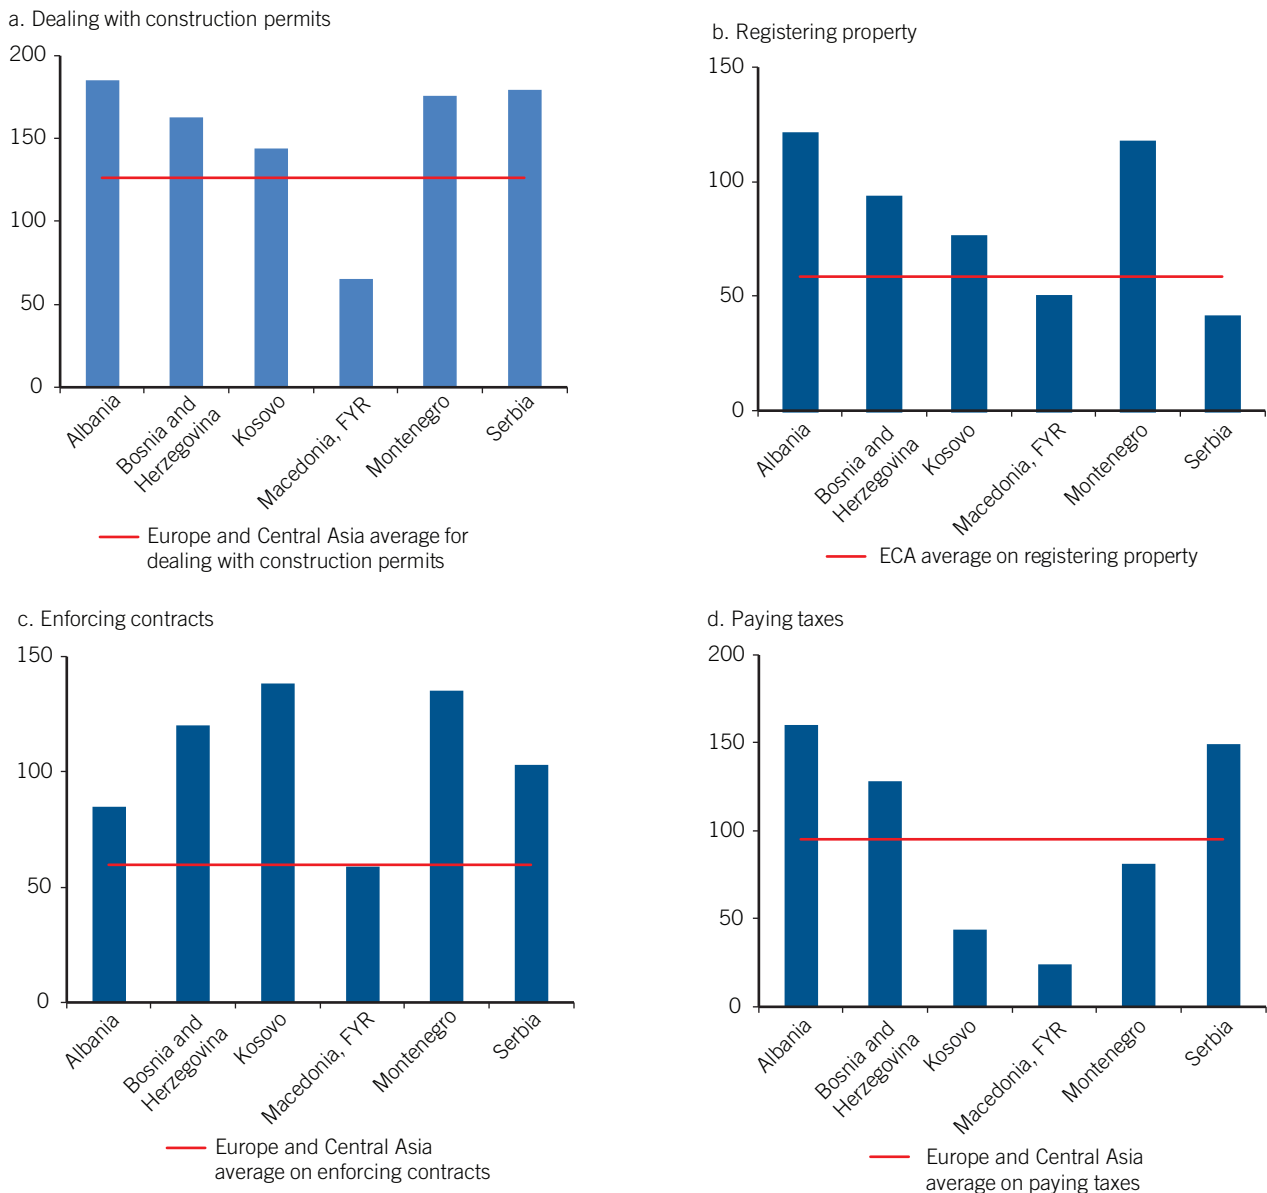 a. Dealing with construction permits
200
150
100
50
0
Albania
Bosnia and
Herzegovina
Kosovo
Macedonia, FYR
Montenegro
Serbia
Europe and Central Asia average for
dealing with construction permits
b. Registering property
150
100
50
0
Albania
Bosnia and
Herzegovina
Kosovo
Macedonia, FYR
Montenegro
Serbia
ECA average on registering property
c. Enforcing contracts
150
100
50
0
Albania
Bosnia and
Herzegovina
Kosovo
Macedonia, FYR
Montenegro
Serbia
Europe and Central Asia
average on enforcing contracts
d. Paying taxes
200
150
100
50
0
Albania
Bosnia and
Herzegovina
Kosovo
Macedonia, FYR
Montenegro
Serbia
Europe and Central Asia
average on paying taxes